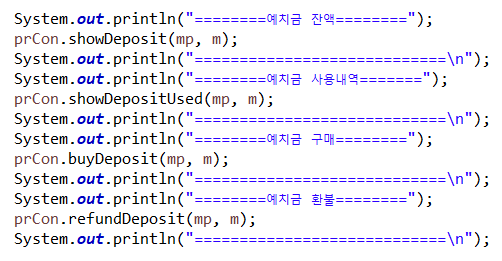 System.out.println("========예치금 잔액========");
prCon.showDeposit(mp, m);
System.out.println("============================\n");
System.out.println("========예치금 사용내역=======");
prCon.showDepositUsed(mp, m);
System.out.println("============================\n");
System.out.println("========예치금 구매========");
prCon.buyDeposit(mp, m);
System.out.println("============================\n");
System.out.println("========예치금 환불========");
prCon.refundDeposit(mp, m);
System.out.println("============================\n");